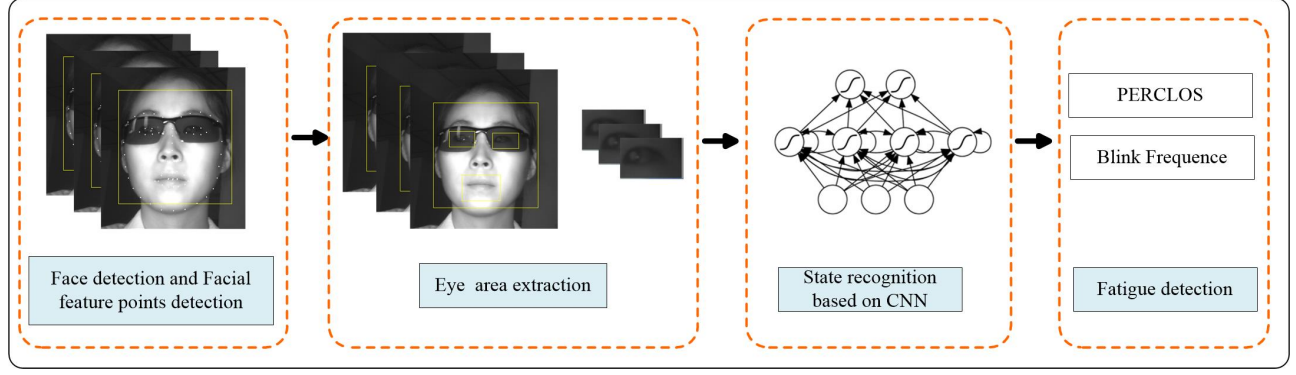 Face detection and Facial
feature points detection
Eye area extraction
State recognition
based on CNN
PERCLOS
Blink Frequence
Fatigue detection